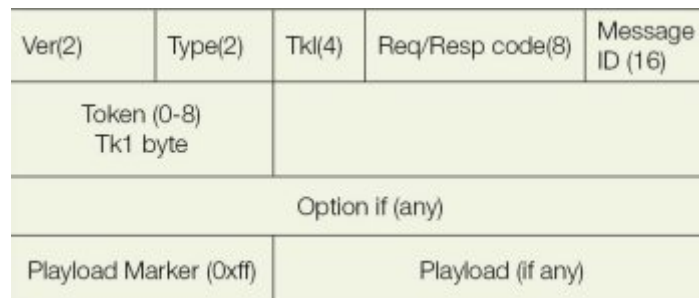 Ver(2) Type(2) Tkl(4) Req/Resp code(8) Message
ID (16)
Token (0-8)
Tk1 byte
Option if (any)
Playload Marker (0xff) Playload (if any)